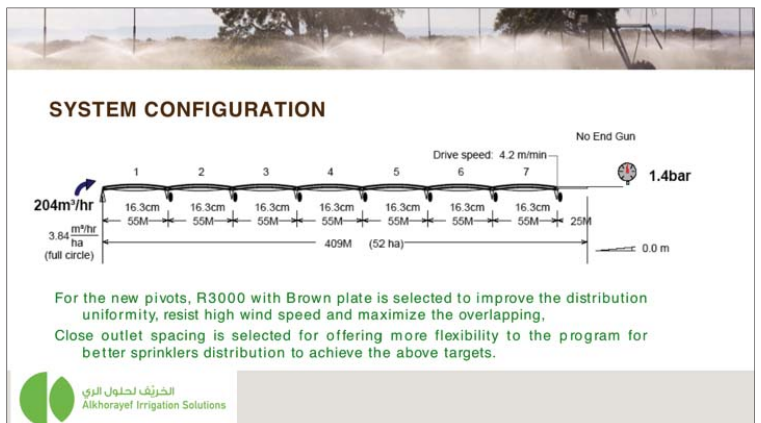 SYSTEM CONFIGURATION
No End Gun
Drive speed: 4.2 m/min
1 2 3 4 5 6 7
1.4bar
204m³/hr
16.3cm 16.3cm 16.3cm 16.3cm 16.3cm 16.3cm 16.3cm
55M 55M 55M 55M 55M 55M 55M 25M
3.84 m³/hr
ha
(full circle)
409M (52 ha)
0.0 m
For the new pivots, R3000 with Brown plate is selected to improve the distribution
uniformity, resist high wind speed and maximize the overlapping,
Close outlet spacing is selected for offering more flexibility to the program for
better sprinklers distribution to achieve the above targets.
الخريّف لحلول الري
Alkhorayef Irrigation Solutions